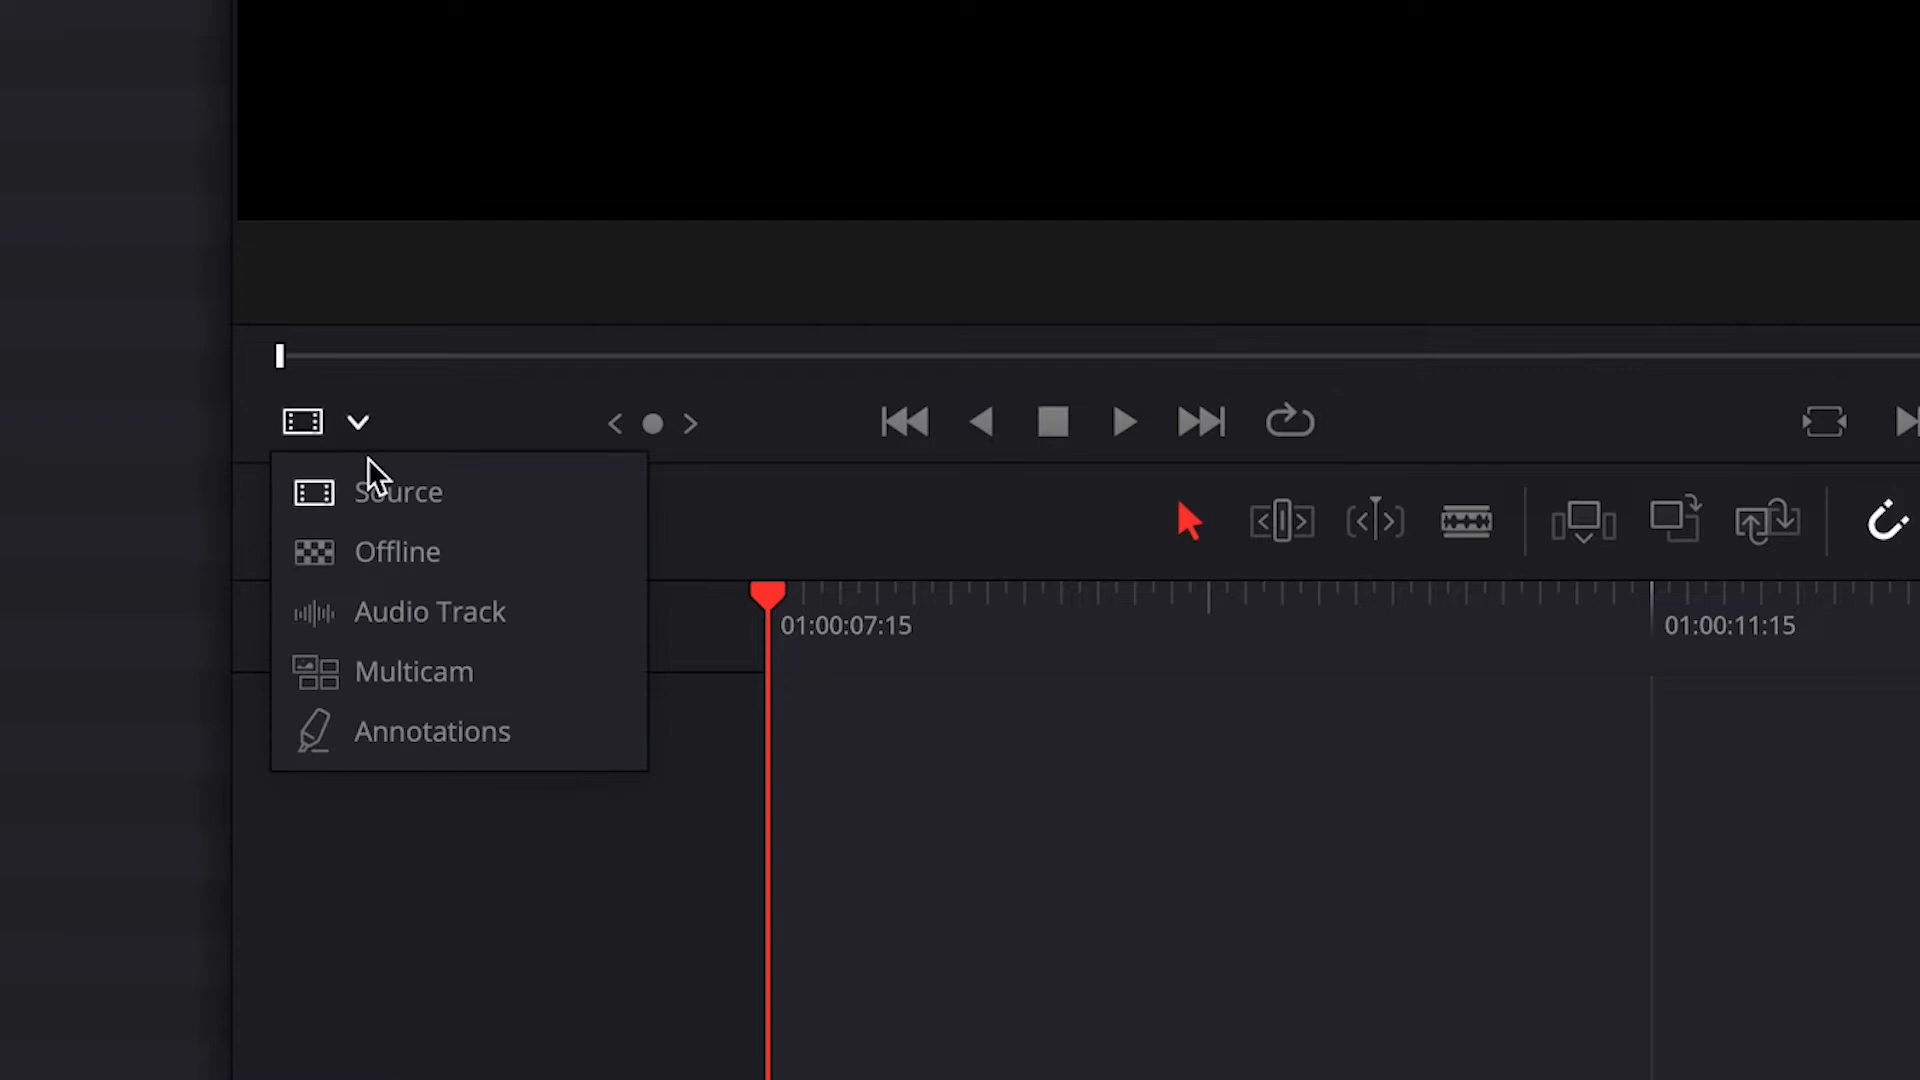 Source
Offline
Audio Track
Multicam
Annotations
01:00:07:15
01:00:11:15